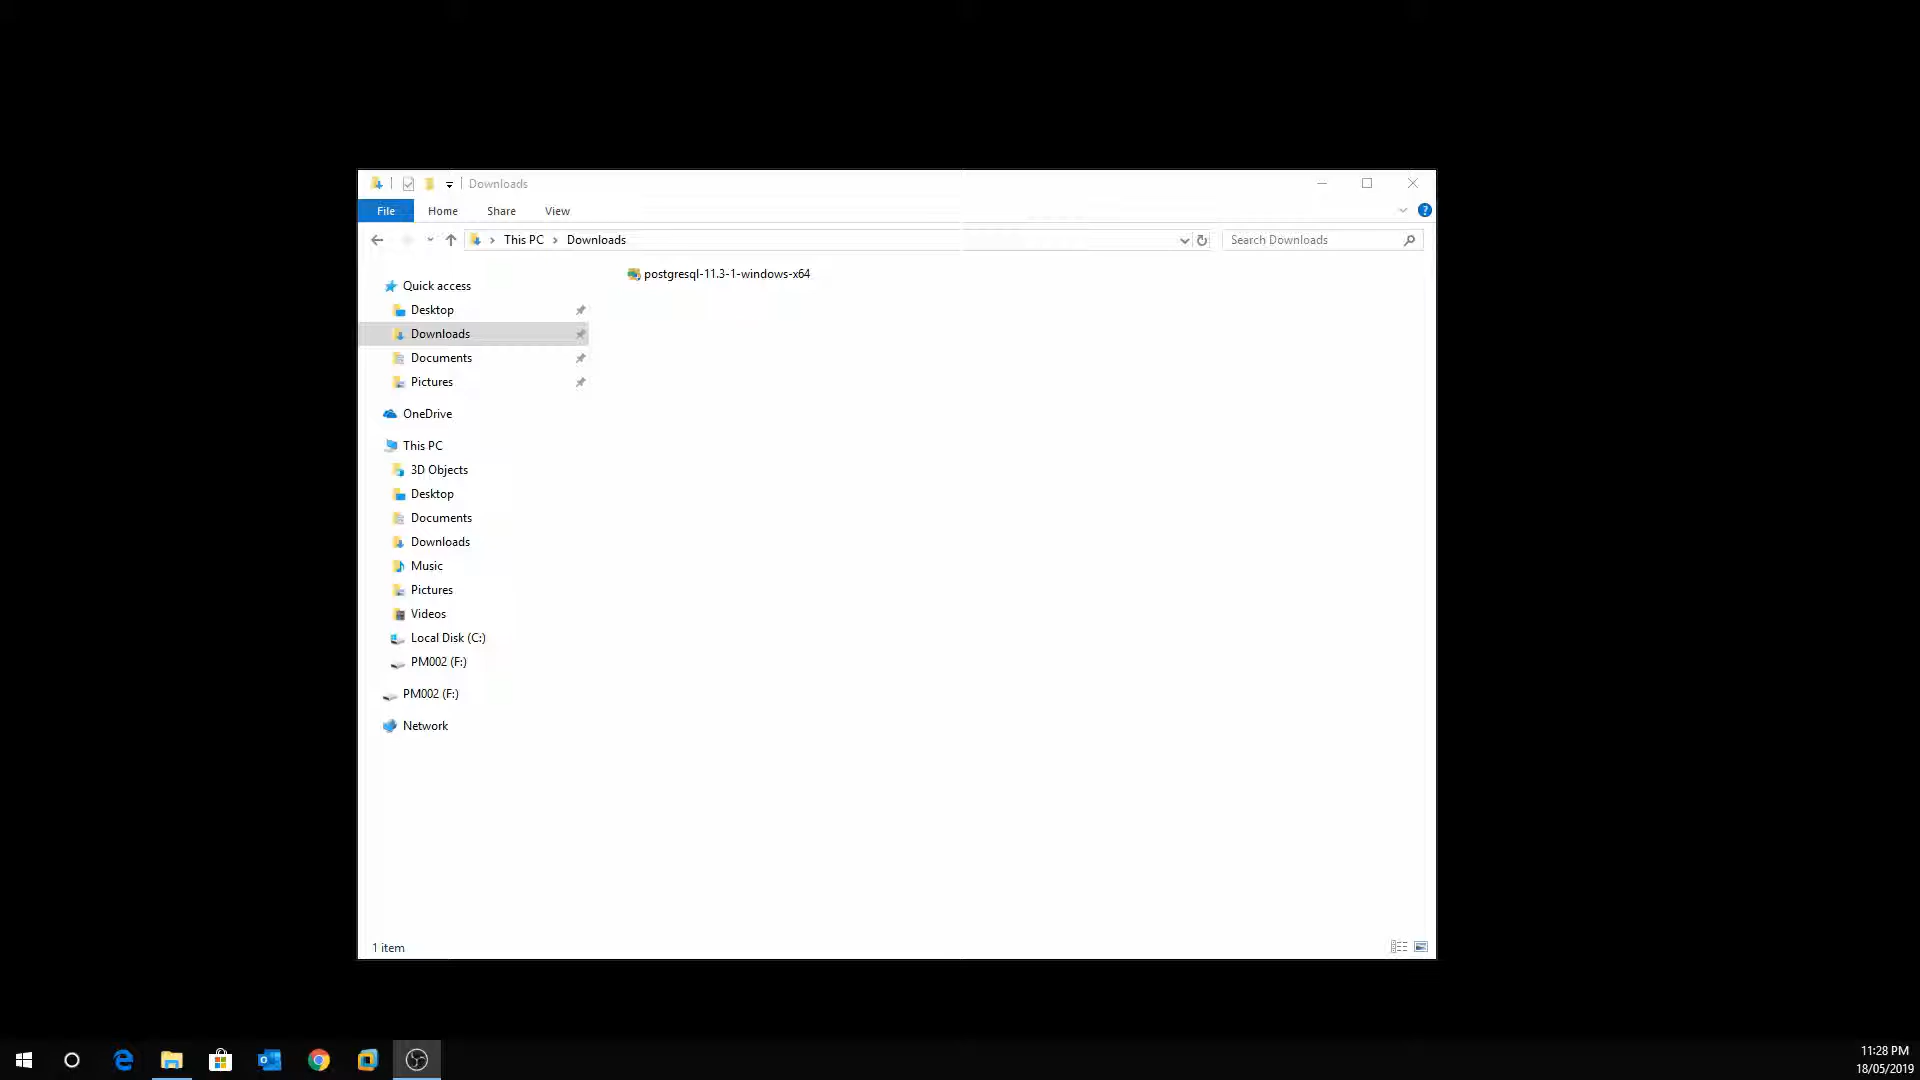 Downloads
File Home Share View
This PC Downloads
Search Downloads
postgresql-11.3-1-windows-x64
Quick access
Desktop
Downloads
Documents
Pictures
OneDrive
This PC
3D Objects
Desktop
Documents
Downloads
Music
Pictures
Videos
Local Disk (C:)
PM002 (F:)
PM002 (F:)
Network
1 item
11:28 PM
18/05/2019